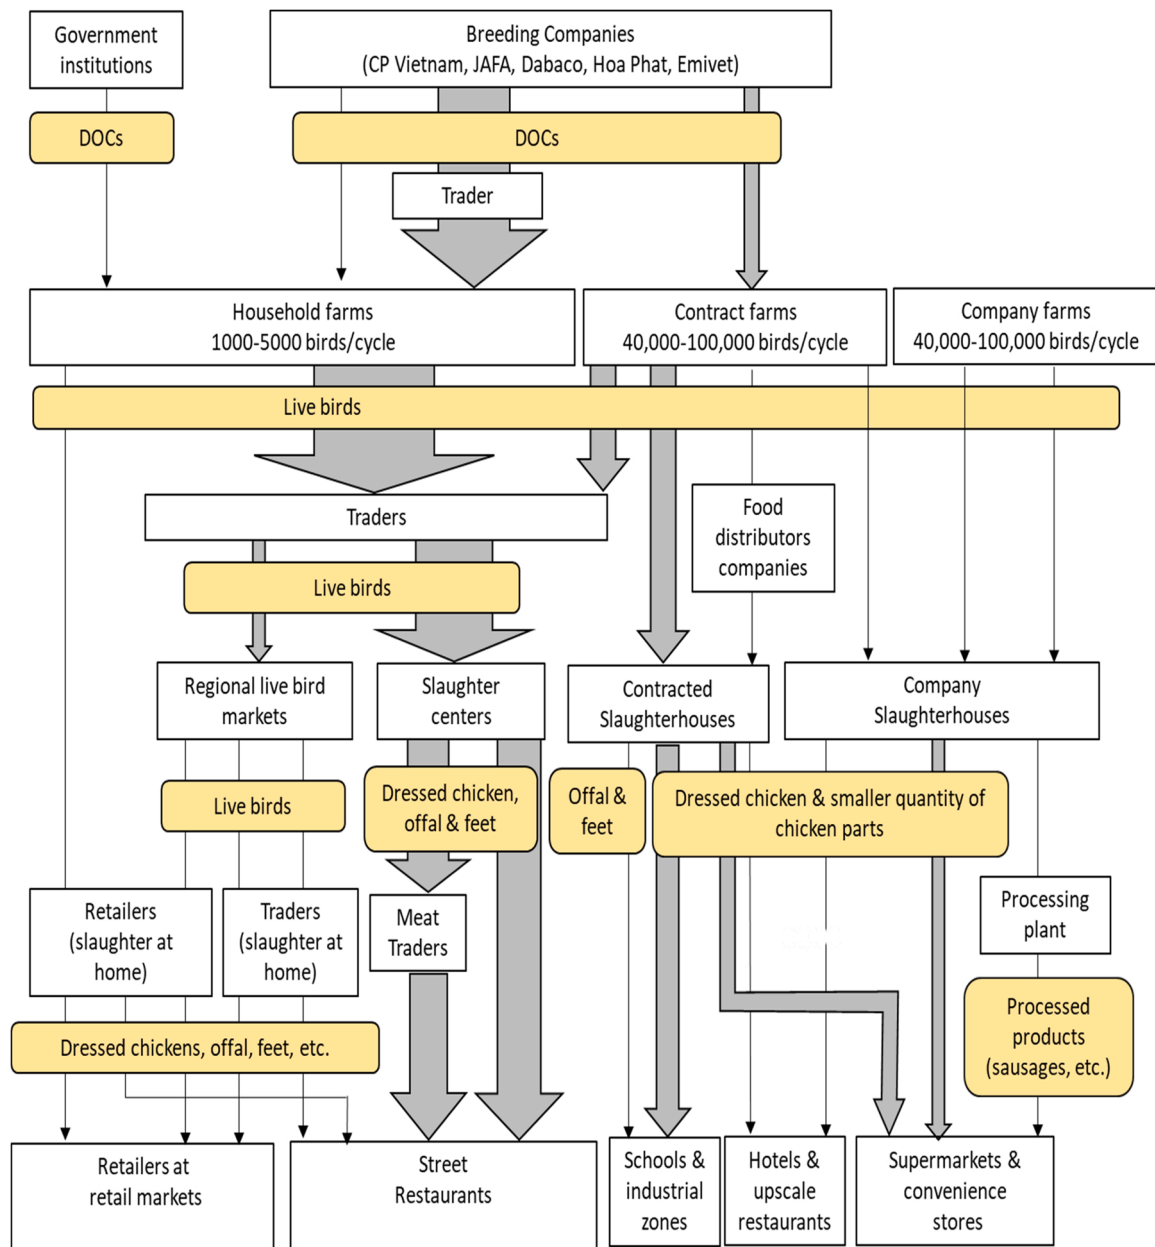 Government
institutions
Breeding Companies
(CP Vietnam, JAFA, Dabaco, Hoa Phat, Emivet)
DOCs
DOCs
Trader
Household farms
1000-5000 birds/cycle
Contract farms
40,000-100,000 birds/cycle
Company farms
40,000-100,000 birds/cycle
Live birds
Traders
Food
distributors
companies
Live birds
Regional live bird
markets
Slaughter
centers
Contracted
Slaughterhouses
Company
Slaughterhouses
Live birds
Dressed chicken,
offal & feet
Offal &
feet
Dressed chicken & smaller quantity of
chicken parts
Retailers
(slaughter at
home)
Traders
(slaughter at
home)
Meat
Traders
Processing
plant
Dressed chickens, offal, feet, etc.
Processed
products
(sausages, etc.)
Retailers at
retail markets
Street
Restaurants
Schools &
industrial
zones
Hotels &
upscale
restaurants
Supermarkets &
convenience
stores